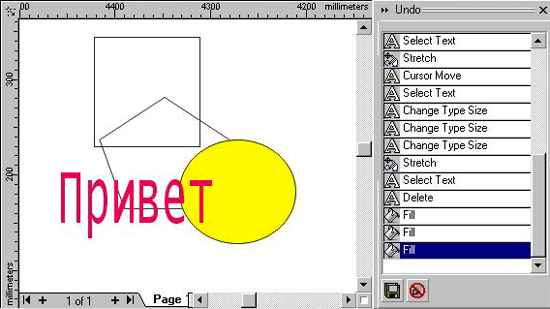 00 4400 4300 4200 millimeters
300
200
millimeters
Привет
1 of 1
Page
Undo
Select Text
Stretch
Cursor Move
Select Text
Change Type Size
Change Type Size
Change Type Size
Stretch
Select Text
Delete
Fill
Fill
Fill